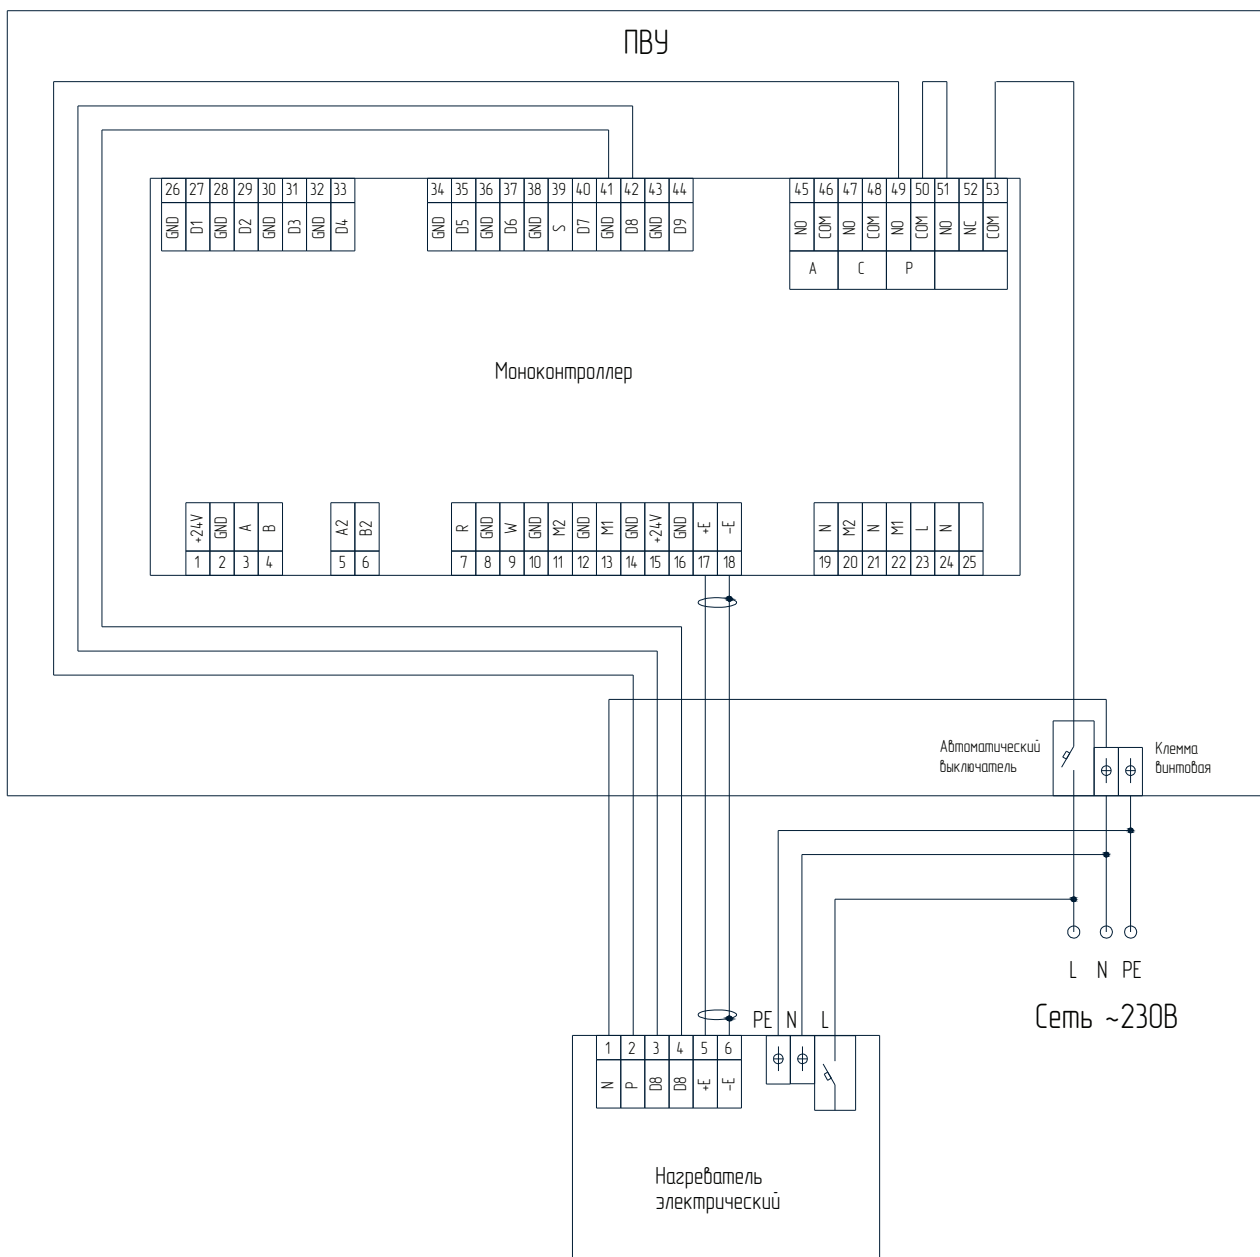 ПВУ
26 27 28 29 30 31 32 33
GND D1 GND D2 GND D3 GND D4
34 35 36 37 38 39 40 41 42 43 44
GND D5 GND D6 GND S D7 GND D8 GND D9
45 46 47 48 49 50 51 52 53
NO COM NO COM NO COM NO NC COM
A C P
Моноконтроллер
+24V GND A B
1 2 3 4
A2 B2
5 6
R GND W GND M2 GND M1 GND +24V GND +E -E
7 8 9 10 11 12 13 14 15 16 17 18
N M2 N M1 L N
19 20 21 22 23 24 25
Автоматический
выключатель
Клемма
винтовая
L N PE
Сеть ~230В
PE N L
1 2 3 4 5 6
N P D8 D8 +E -E
Нагреватель
электрический